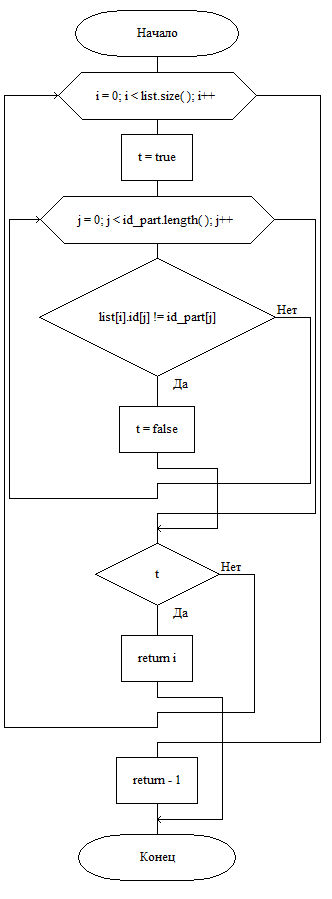 Начало
i = 0; i < list.size( ); i++
t = true
j = 0; j < id_part.length( ); j++
list[i].id[j] != id_part[j]
Нет
Да
t = false
t
Нет
Да
return i
return - 1
Конец